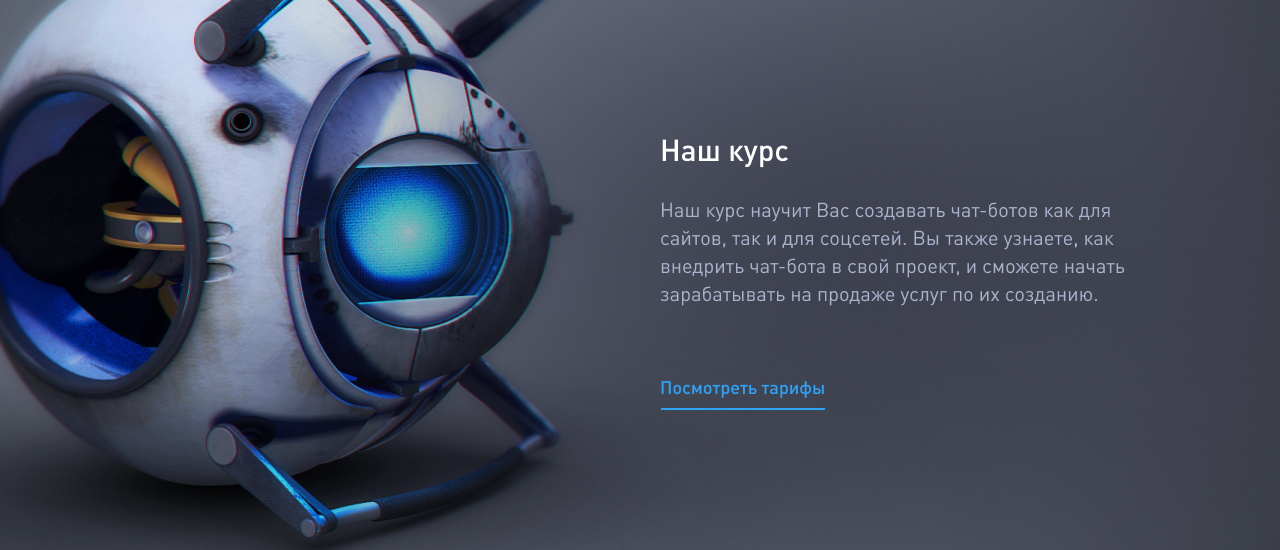 Наш курс
Наш курс научит Вас создавать чат-ботов как для
сайтов, так и для соцсетей. Вы также узнаете, как
внедрить чат-бота в свой проект, и сможете начать
зарабатывать на продаже услуг по их созданию.
Посмотреть тарифы